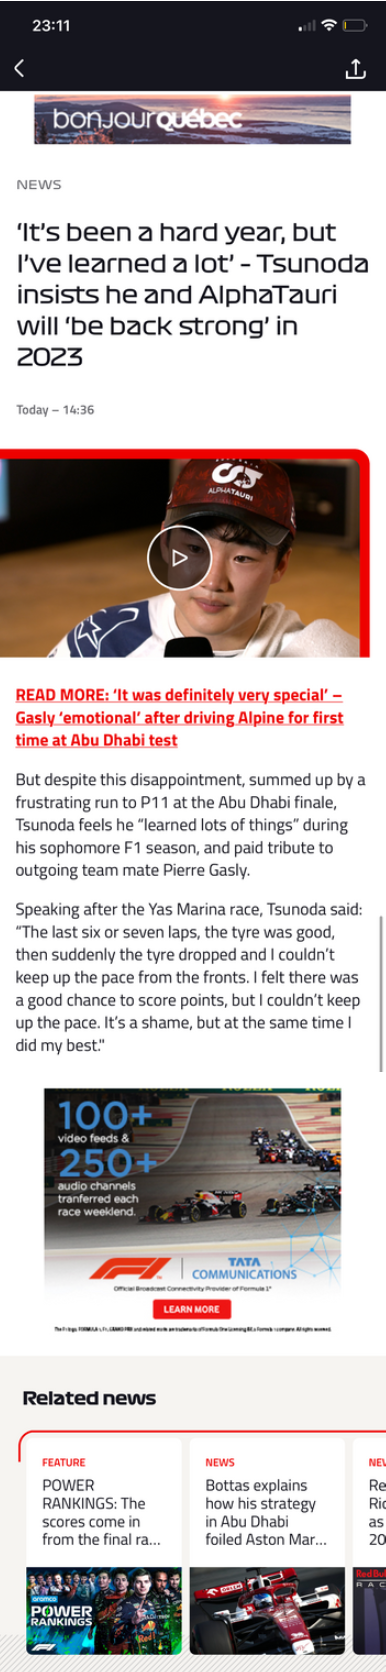 23:11
bonjourquébec
NEWS
‘It’s been a hard year, but
I’ve learned a lot’ - Tsunoda
insists he and AlphaTauri
will ‘be back strong’ in
2023
Today – 14:36
ALPHATAURI
READ MORE: ‘It was definitely very special’ –
Gasly ‘emotional’ after driving Alpine for first
time at Abu Dhabi test
But despite this disappointment, summed up by a
frustrating run to P11 at the Abu Dhabi finale,
Tsunoda feels he “learned lots of things” during
his sophomore F1 season, and paid tribute to
outgoing team mate Pierre Gasly.
Speaking after the Yas Marina race, Tsunoda said:
“The last six or seven laps, the tyre was good,
then suddenly the tyre dropped and I couldn’t
keep up the pace from the fronts. I felt there was
a good chance to score points, but I couldn’t keep
up the pace. It’s a shame, but at the same time I
did my best."
100+
video feeds &
250+
audio channels
tranferred each
race weeklend.
F1
TATA
COMMUNICATIONS
Official Broadcast Connectivity Provider of Formula 1®
LEARN MORE
Related news
FEATURE
POWER
RANKINGS: The
scores come in
from the final ra...
NEWS
Bottas explains
how his strategy
in Abu Dhabi
foiled Aston Mar...
NEV
Re
Ric
as
20
aramco
POWER
RANKINGS
F1
ORLEN
Red Bul
RAC